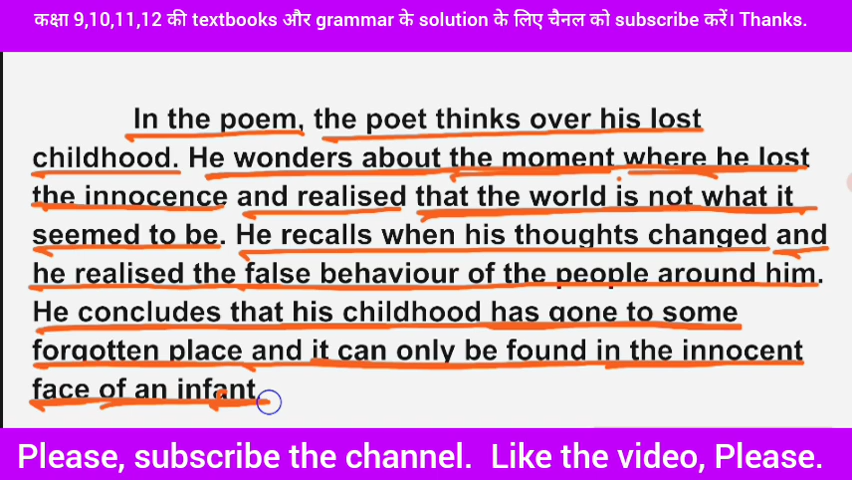 कक्षा 9,10,11,12 की textbooks और grammar के solution के लिए चैनल को subscribe करें। Thanks.
In the poem, the poet thinks over his lost
childhood. He wonders about the moment where he lost
the innocence and realised that the world is not what it
seemed to be. He recalls when his thoughts changed and
he realised the false behaviour of the people around him.
He concludes that his childhood has gone to some
forgotten place and it can only be found in the innocent
face of an infant.
Please, subscribe the channel. Like the video, Please.